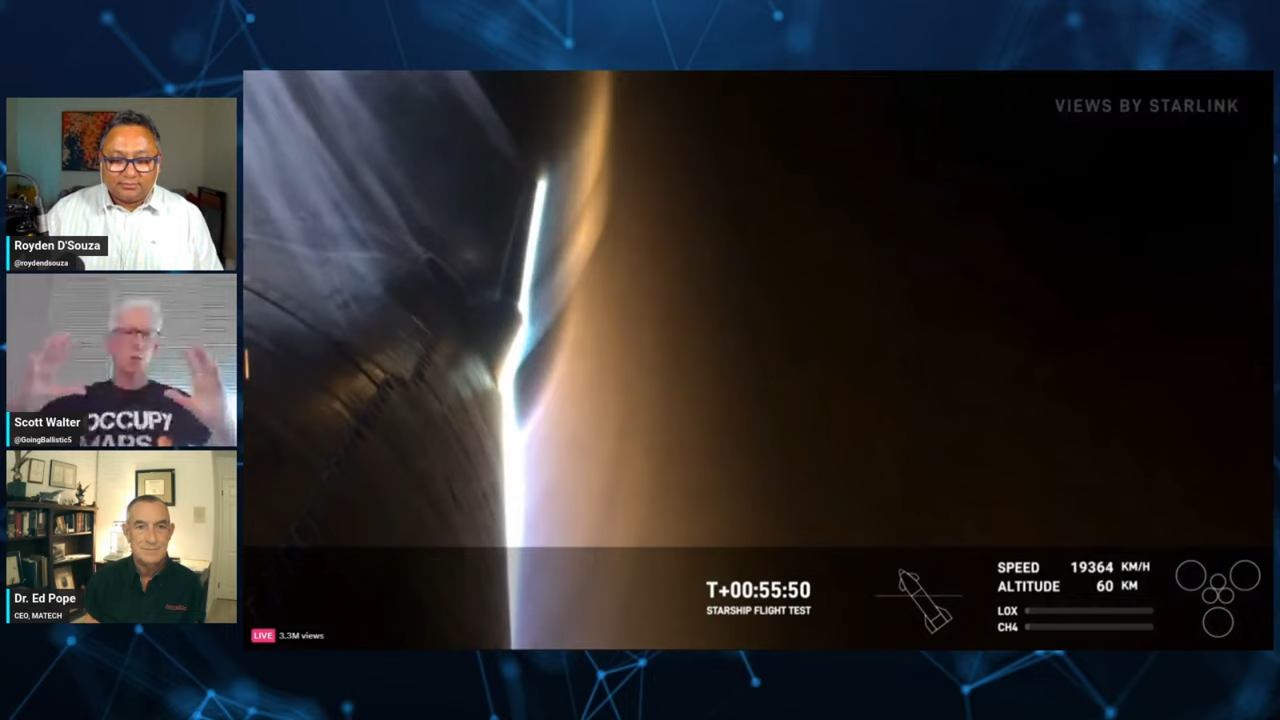 VIEWS BY STARLINK
Royden D'Souza
@roydendsouza
OCCUPY
MARS
Scott Walter
@GoingBallistic5
Dr. Ed Pope
CEO, MATECH
T+00:55:50
STARSHIP FLIGHT TEST
SPEED 19364 KM/H
ALTITUDE 60 KM
LOX
CH4
LIVE 3.3M views